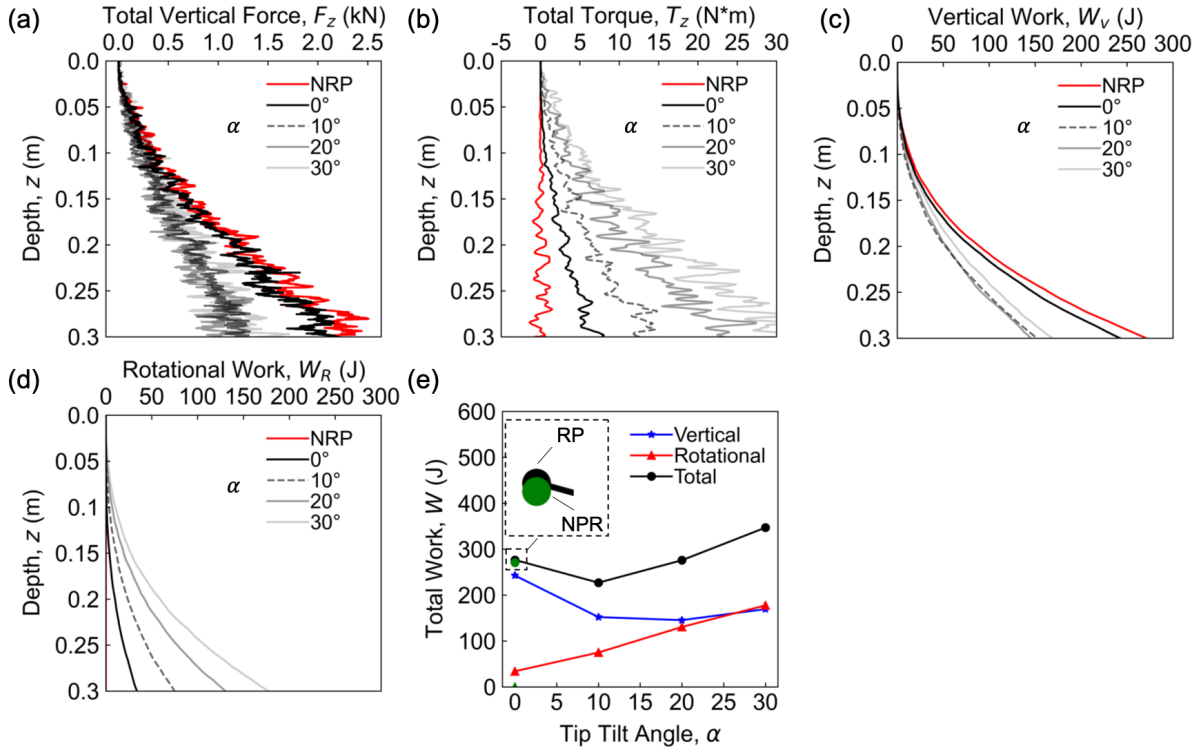 (a)
Total Vertical Force, F_z (kN)
0.0 0.5 1.0 1.5 2.0 2.5
Depth, z (m)
0.0
0.05
0.1
0.15
0.2
0.25
0.3
α
NRP
0°
10°
20°
30°
(b)
Total Torque, T_z (N*m)
-5 0 5 10 15 20 25 30
Depth, z (m)
0.0
0.05
0.1
0.15
0.2
0.25
0.3
α
NRP
0°
10°
20°
30°
(c)
Vertical Work, W_v (J)
0 50 100 150 200 250 300
Depth, z (m)
0.0
0.05
0.1
0.15
0.2
0.25
0.3
α
NRP
0°
10°
20°
30°
(d)
Rotational Work, W_R (J)
0 50 100 150 200 250 300
Depth, z (m)
0.0
0.05
0.1
0.15
0.2
0.25
0.3
α
NRP
0°
10°
20°
30°
(e)
Total Work, W (J)
600
500
400
300
200
100
0
RP
NPR
Vertical
Rotational
Total
0 5 10 15 20 25 30
Tip Tilt Angle, α